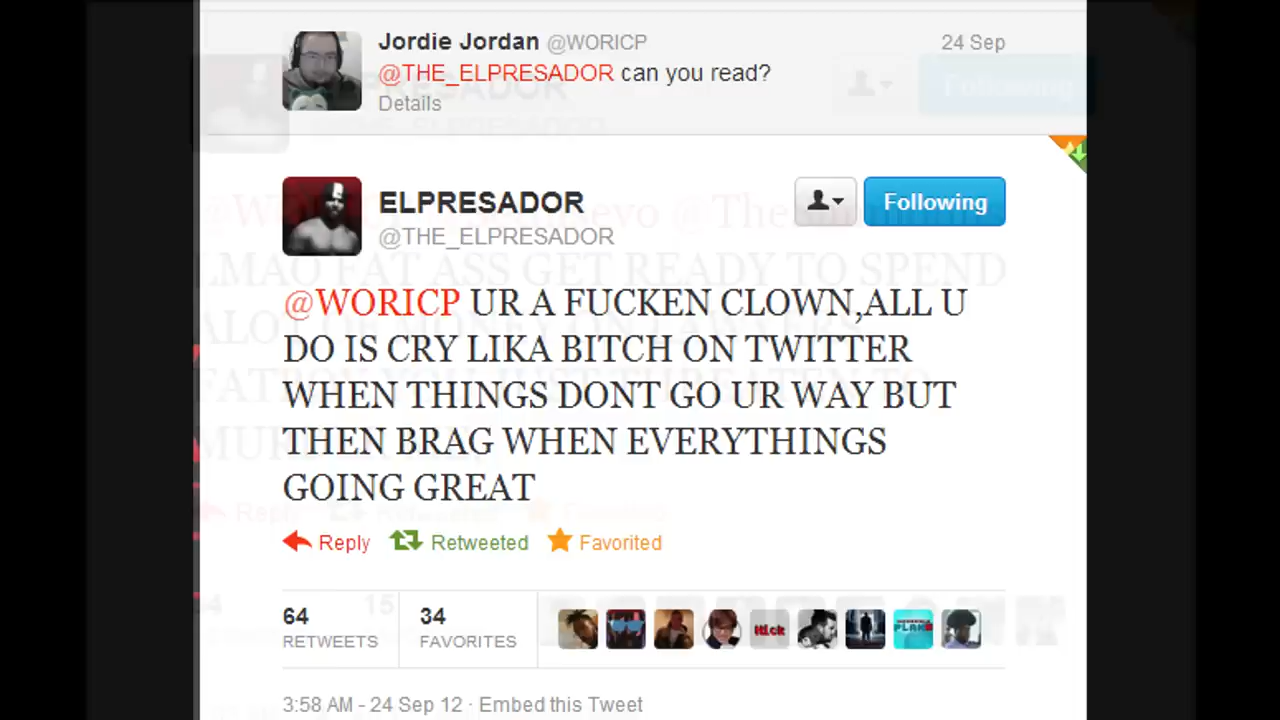 Jordie Jordan @WORICP 24 Sep
@THE_ELPRESADOR can you read?
Details
ELPRESADOR
@THE_ELPRESADOR
Following
@WORICP UR A FUCKEN CLOWN,ALL U
DO IS CRY LIKA BITCH ON TWITTER
WHEN THINGS DONT GO UR WAY BUT
THEN BRAG WHEN EVERYTHINGS
GOING GREAT
Reply Retweeted Favorited
64 34
RETWEETS FAVORITES
3:58 AM - 24 Sep 12 · Embed this Tweet